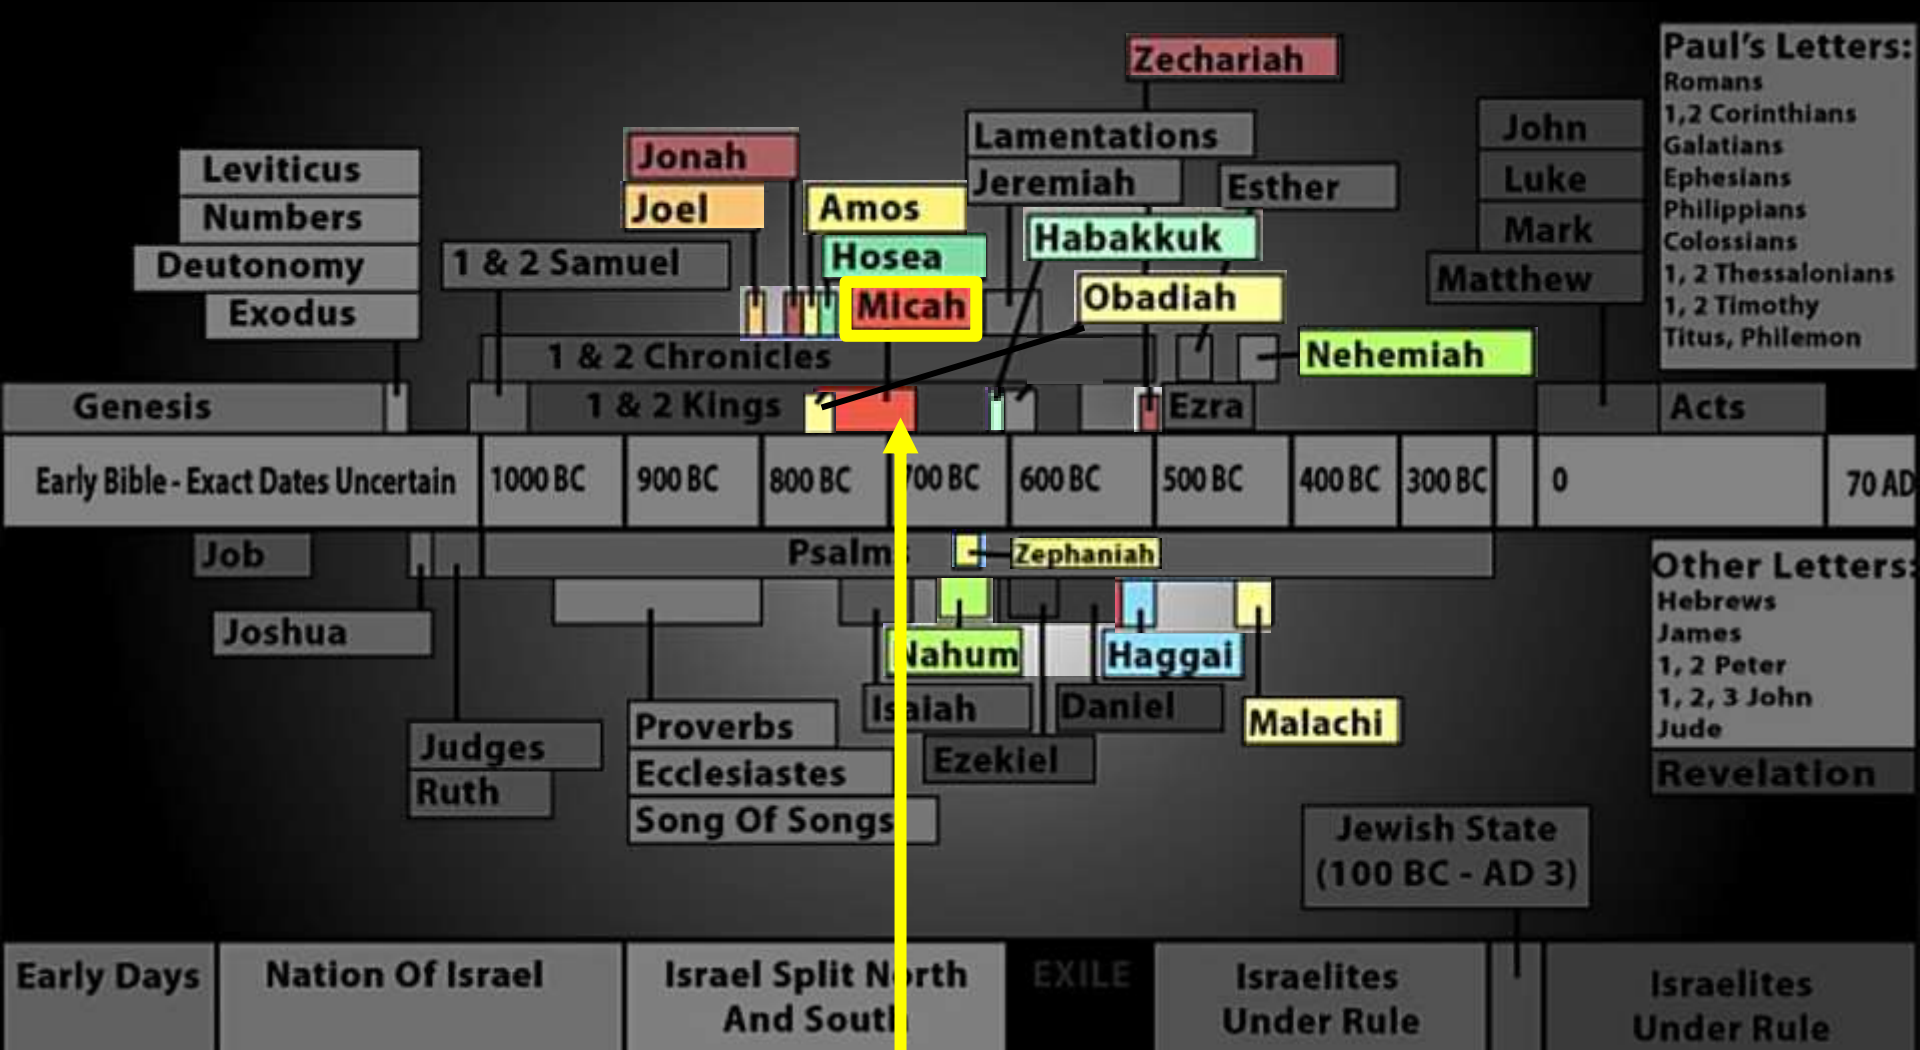 Zechariah
Paul's Letters:
Romans
1,2 Corinthians
Galatians
Ephesians
Philippians
Colossians
1, 2 Thessalonians
1, 2 Timothy
Titus, Philemon
Lamentations
John
Jonah
Leviticus
Jeremiah
Esther
Luke
Joel
Amos
Numbers
Habakkuk
Mark
Deutonomy
1 & 2 Samuel
Hosea
Matthew
Exodus
Micah
Obadiah
1 & 2 Chronicles
Nehemiah
Genesis
1 & 2 Kings
Ezra
Acts
Early Bible - Exact Dates Uncertain
1000 BC
900 BC
800 BC
700 BC
600 BC
500 BC
400 BC
300 BC
0
70 AD
Job
Psalms
Zephaniah
Other Letters:
Hebrews
James
1, 2 Peter
1, 2, 3 John
Jude
Revelation
Joshua
Nahum
Haggai
Isaiah
Daniel
Malachi
Proverbs
Judges
Ezekiel
Ecclesiastes
Ruth
Song Of Songs
Jewish State
(100 BC - AD 3)
Early Days
Nation Of Israel
Israel Split North
And South
EXILE
Israelites
Under Rule
Israelites
Under Rule